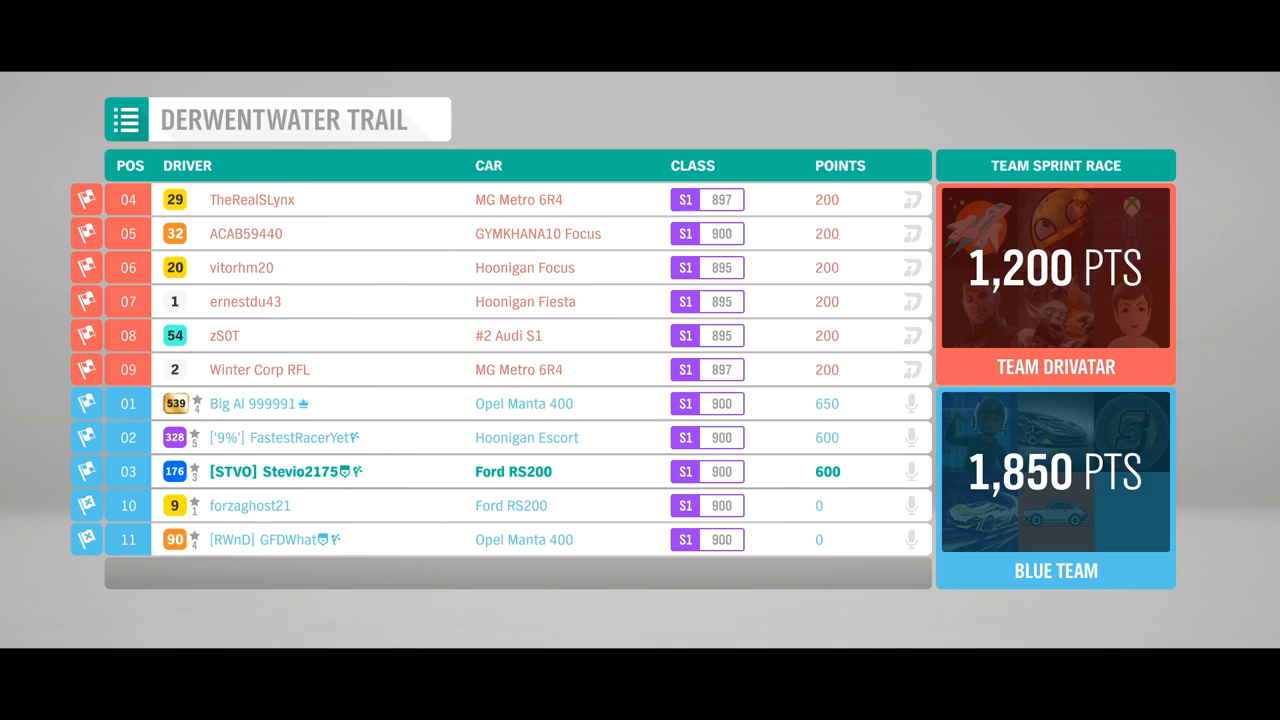 DERWENTWATER TRAIL
POS DRIVER CAR CLASS POINTS TEAM SPRINT RACE
04 29 TheRealSLynx MG Metro 6R4 S1 897 200
05 32 ACAB59440 GYMKHANA10 Focus S1 900 200
06 20 vitorhm20 Hoonigan Focus S1 895 200
07 1 ernestdu43 Hoonigan Fiesta S1 895 200
08 54 zS0T #2 Audi S1 S1 895 200
09 2 Winter Corp RFL MG Metro 6R4 S1 897 200
1,200 PTS
TEAM DRIVATAR
01 539 4 Big Al 999991 Opel Manta 400 S1 900 650
02 328 5 ['9%'] FastestRacerYet Hoonigan Escort S1 900 600
03 176 3 [STVO] Stevio2175 Ford RS200 S1 900 600
10 9 1 forzaghost21 Ford RS200 S1 900 0
11 90 4 [RWnD] GFDWhat Opel Manta 400 S1 900 0
1,850 PTS
BLUE TEAM